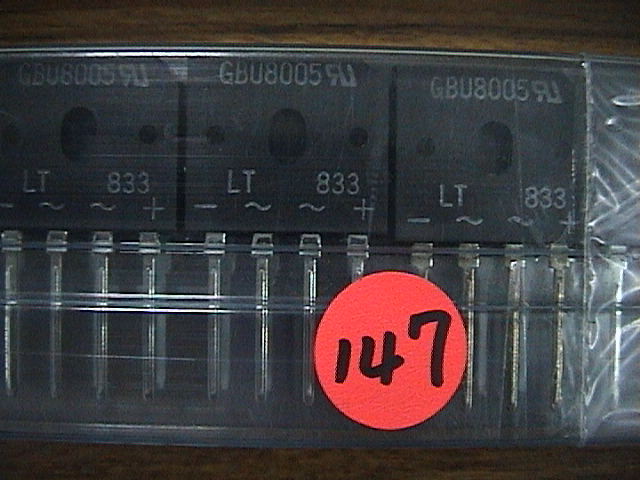 GBU8005 GBU8005 GBU8005
LT 833 LT 833 LT 833
- ~ ~ + - ~ ~ + - ~ ~ +
147